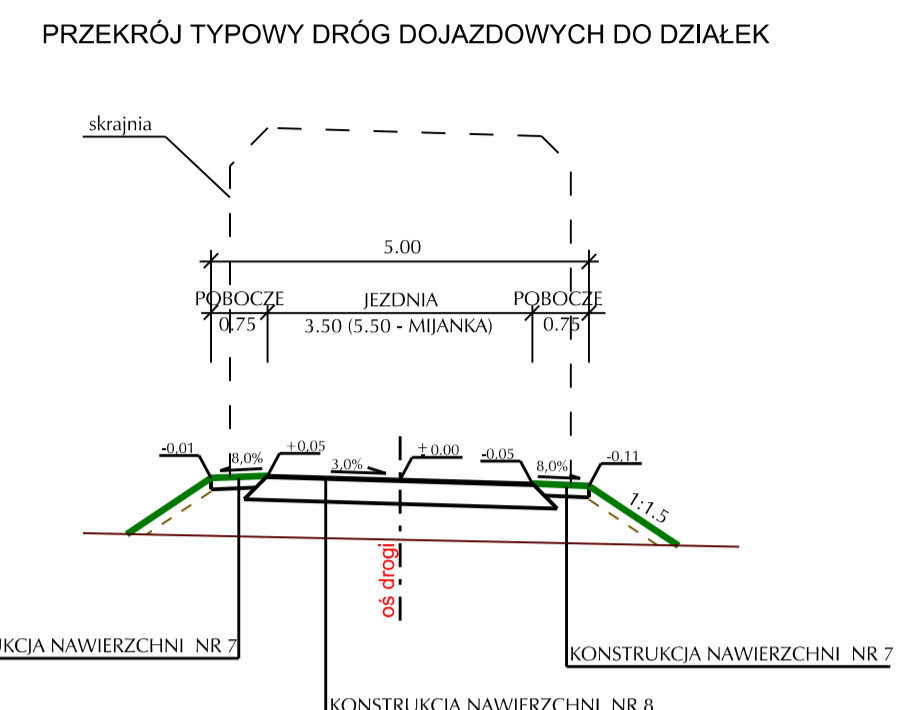 PRZEKRÓJ TYPOWY DRÓG DOJAZDOWYCH DO DZIAŁEK
skrajnia
5.00
POBOCZE JEZDNIA POBOCZE
0.75 3.50 (5.50 - MIJANKA) 0.75
-0,01 8,0% +0,05 3,0% ±0.00 -0,05 8,0% -0,11
1:1.5
oś drogi
UKCJA NAWIERZCHNI NR 7
KONSTRUKCJA NAWIERZCHNI NR 7
KONSTRUKCJA NAWIERZCHNI NR 8